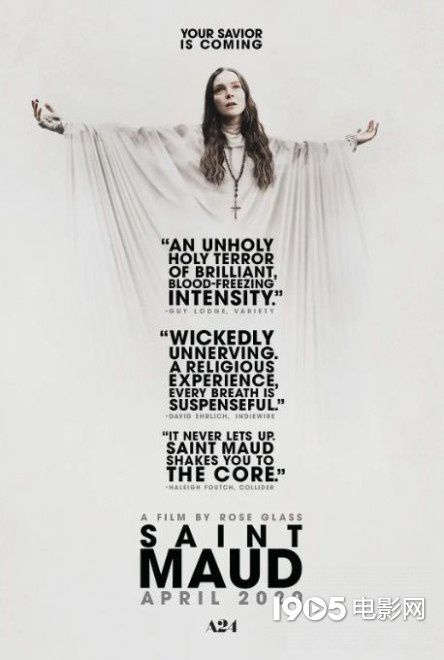 YOUR SAVIOR
IS COMING
“AN UNHOLY
HOLY TERROR
OF BRILLIANT,
BLOOD-FREEZING
INTENSITY.”
-GUY LODGE, VARIETY
“WICKEDLY
UNNERVING.
A RELIGIOUS
EXPERIENCE,
EVERY BREATH IS
SUSPENSEFUL.”
-DAVID EHRLICH, INDIEWIRE
“IT NEVER LETS UP.
SAINT MAUD
SHAKES YOU TO
THE CORE.”
-HALEIGH FOUTCH, COLLIDER
A FILM BY ROSE GLASS
SAINT
MAUD
APRIL
1905电影网
A24